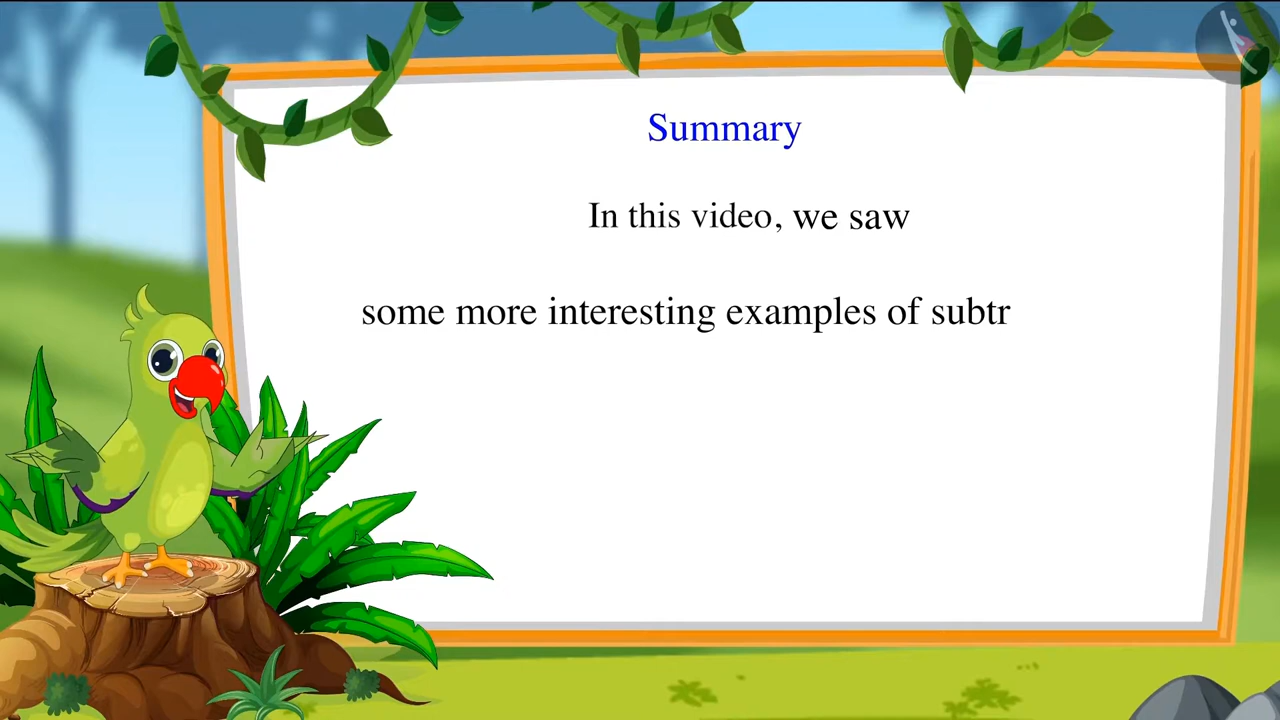 Summary
In this video, we saw
some more interesting examples of subtr